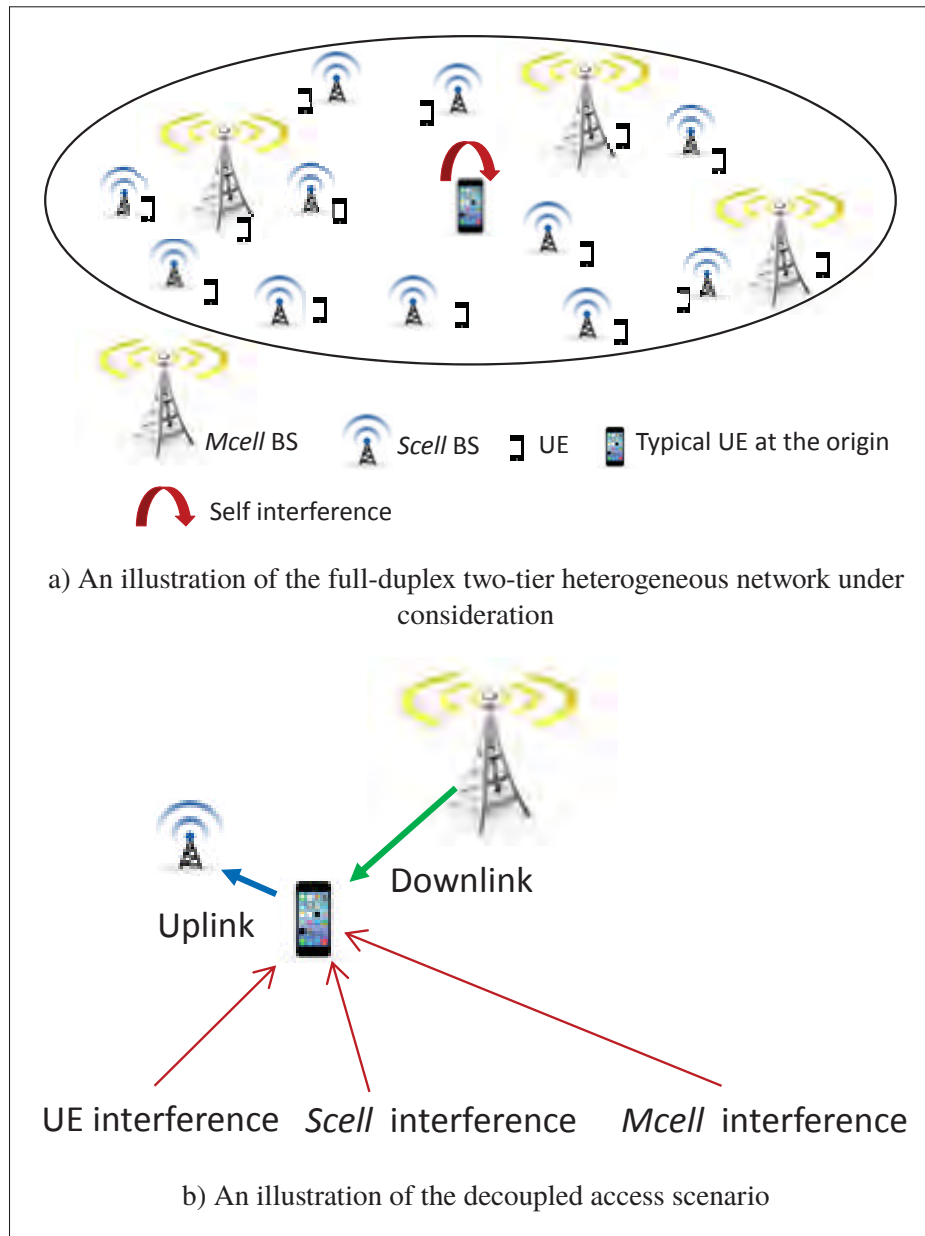 Mcell BS
Scell BS
UE
Typical UE at the origin
Self interference
a) An illustration of the full-duplex two-tier heterogeneous network under
consideration
Downlink
Uplink
UE interference
Scell interference
Mcell interference
b) An illustration of the decoupled access scenario